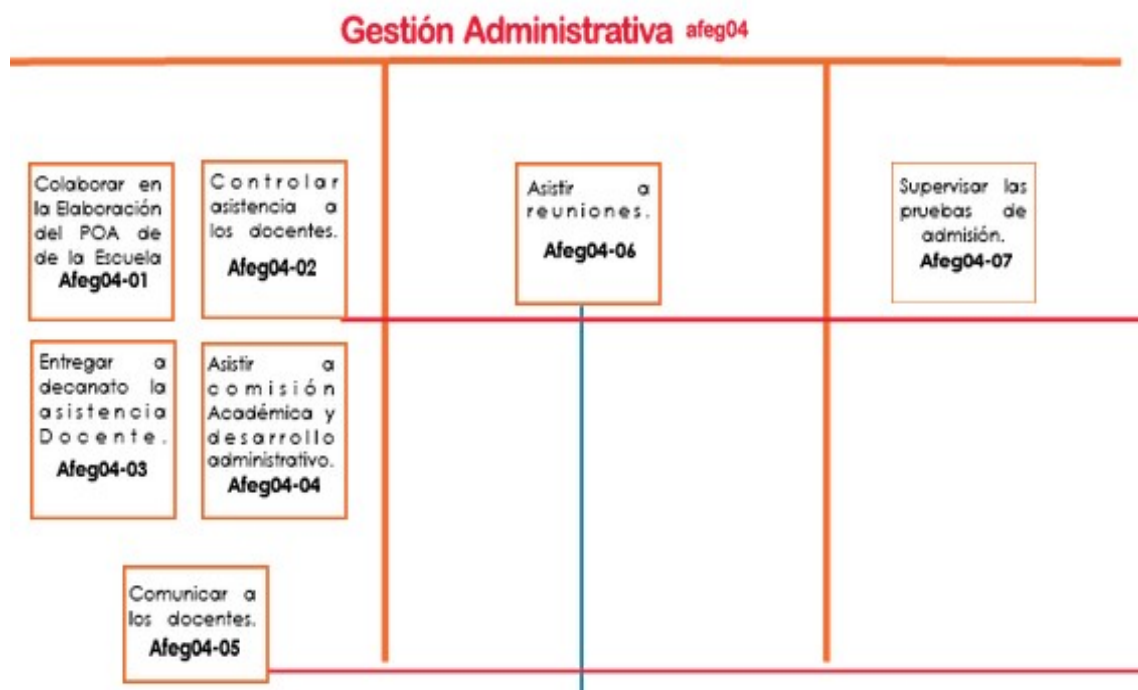 Gestión Administrativa afeg04
Colaborar en
la Elaboración
del POA de
de la Escuela
Afeg04-01
Controlar
asistencia a
los docentes.
Afeg04-02
Asistir a
reuniones.
Afeg04-06
Supervisar las
pruebas de
admisión.
Afeg04-07
Entregar a
decanato la
asistencia
Docente.
Afeg04-03
Asistir a
comisión
Académica y
desarrollo
administrativo.
Afeg04-04
Comunicar a
los docentes.
Afeg04-05